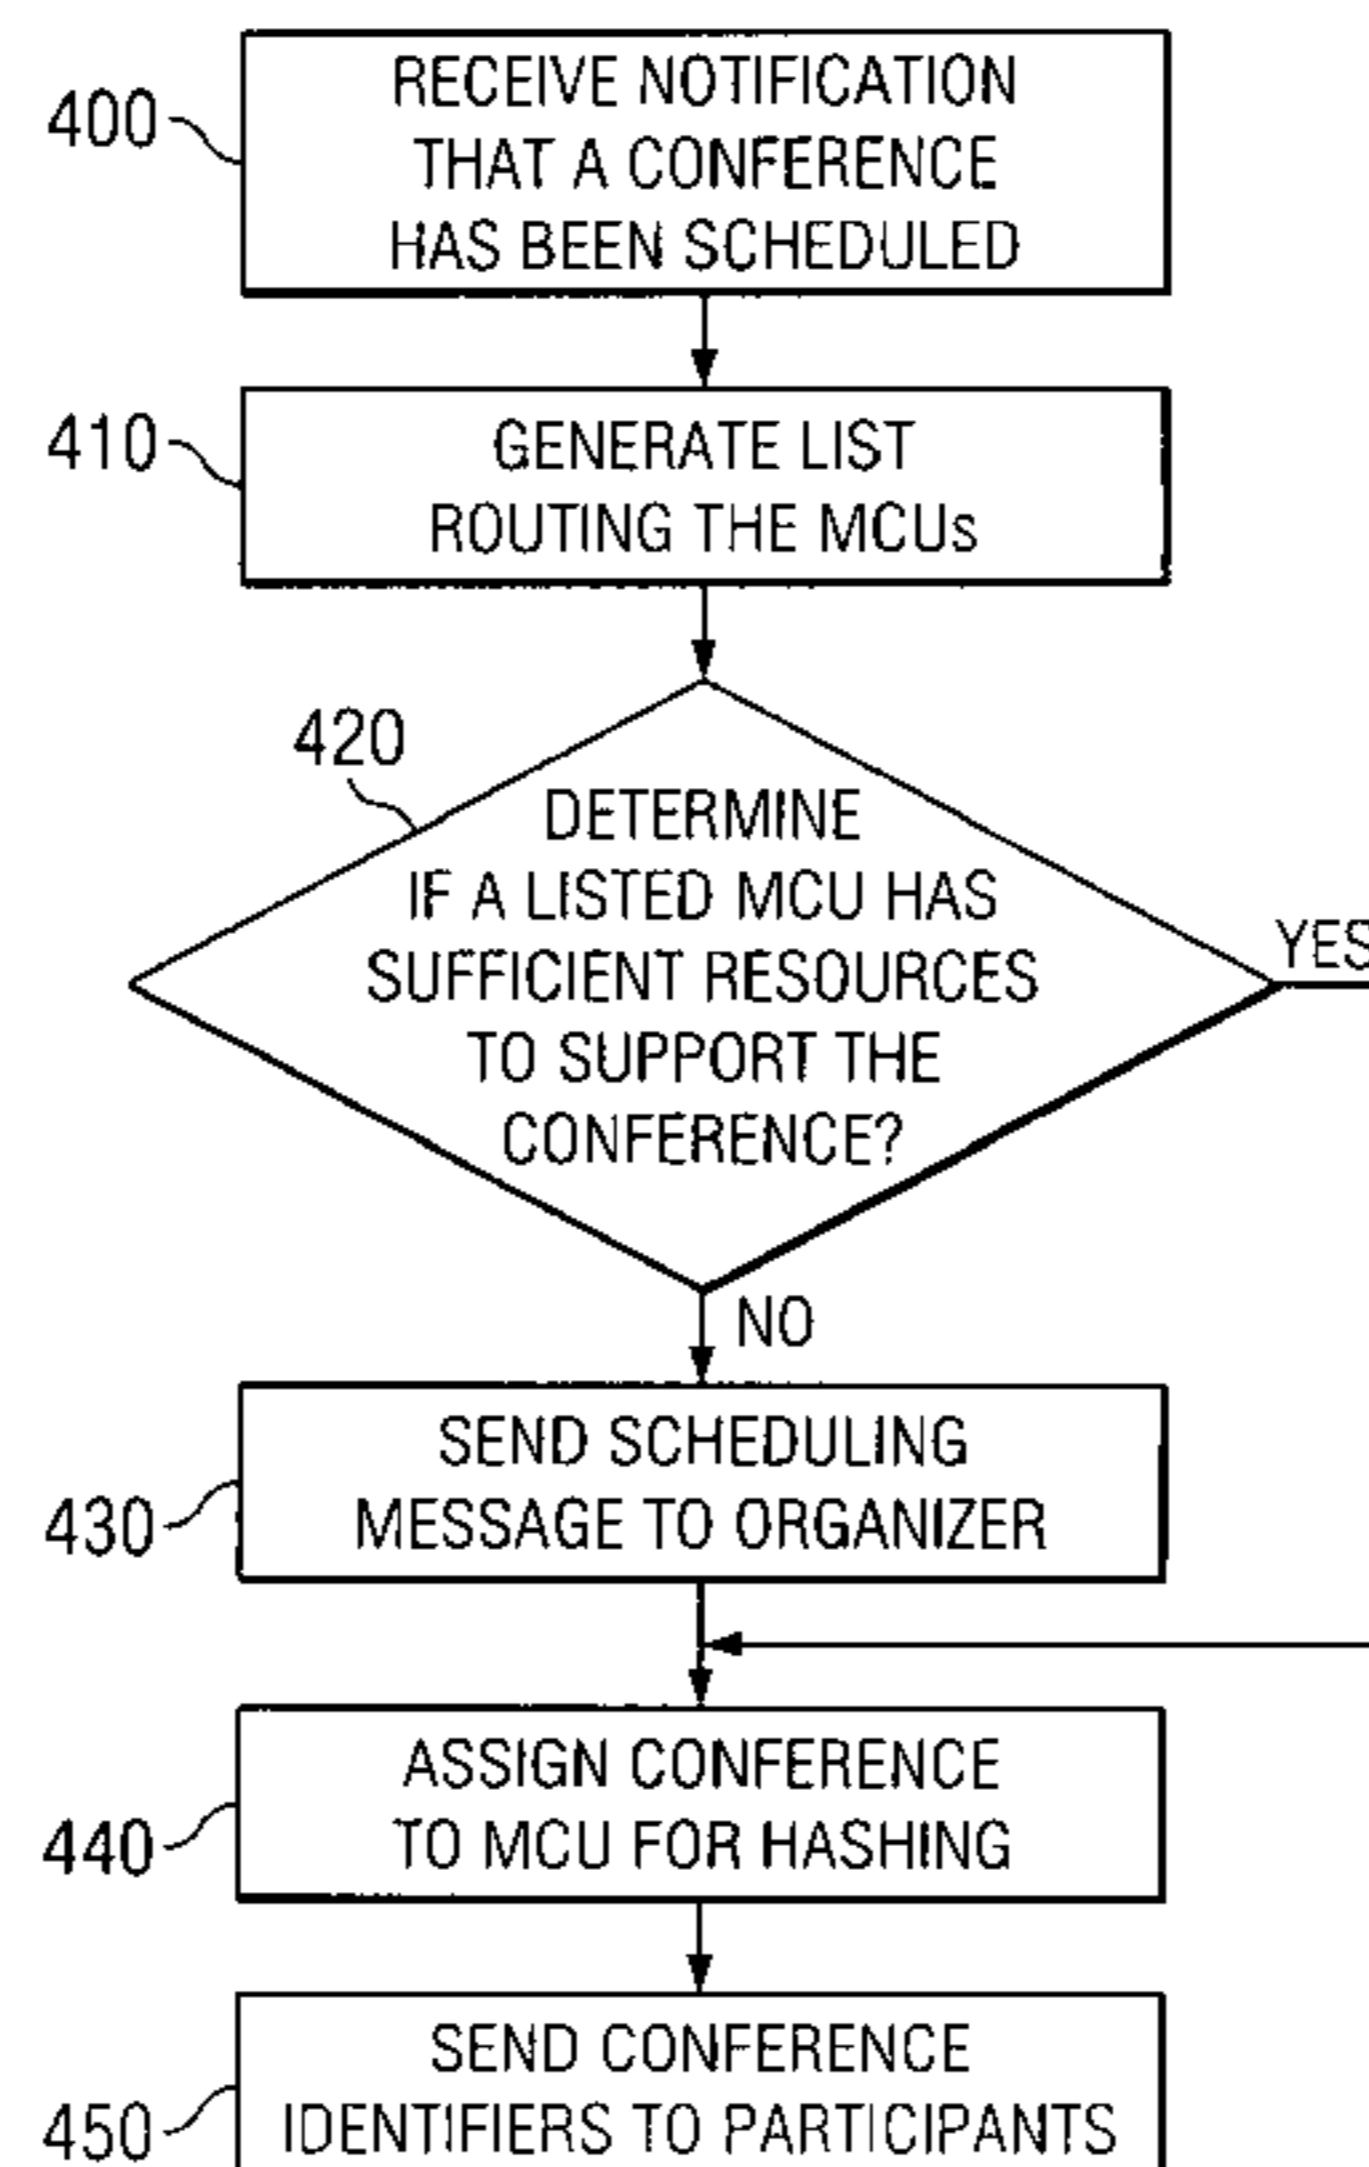 400
RECEIVE NOTIFICATION
THAT A CONFERENCE
HAS BEEN SCHEDULED
410
GENERATE LIST
ROUTING THE MCUs
420
DETERMINE
IF A LISTED MCU HAS
SUFFICIENT RESOURCES
TO SUPPORT THE
CONFERENCE?
YES
NO
430
SEND SCHEDULING
MESSAGE TO ORGANIZER
440
ASSIGN CONFERENCE
TO MCU FOR HASHING
450
SEND CONFERENCE
IDENTIFIERS TO PARTICIPANTS